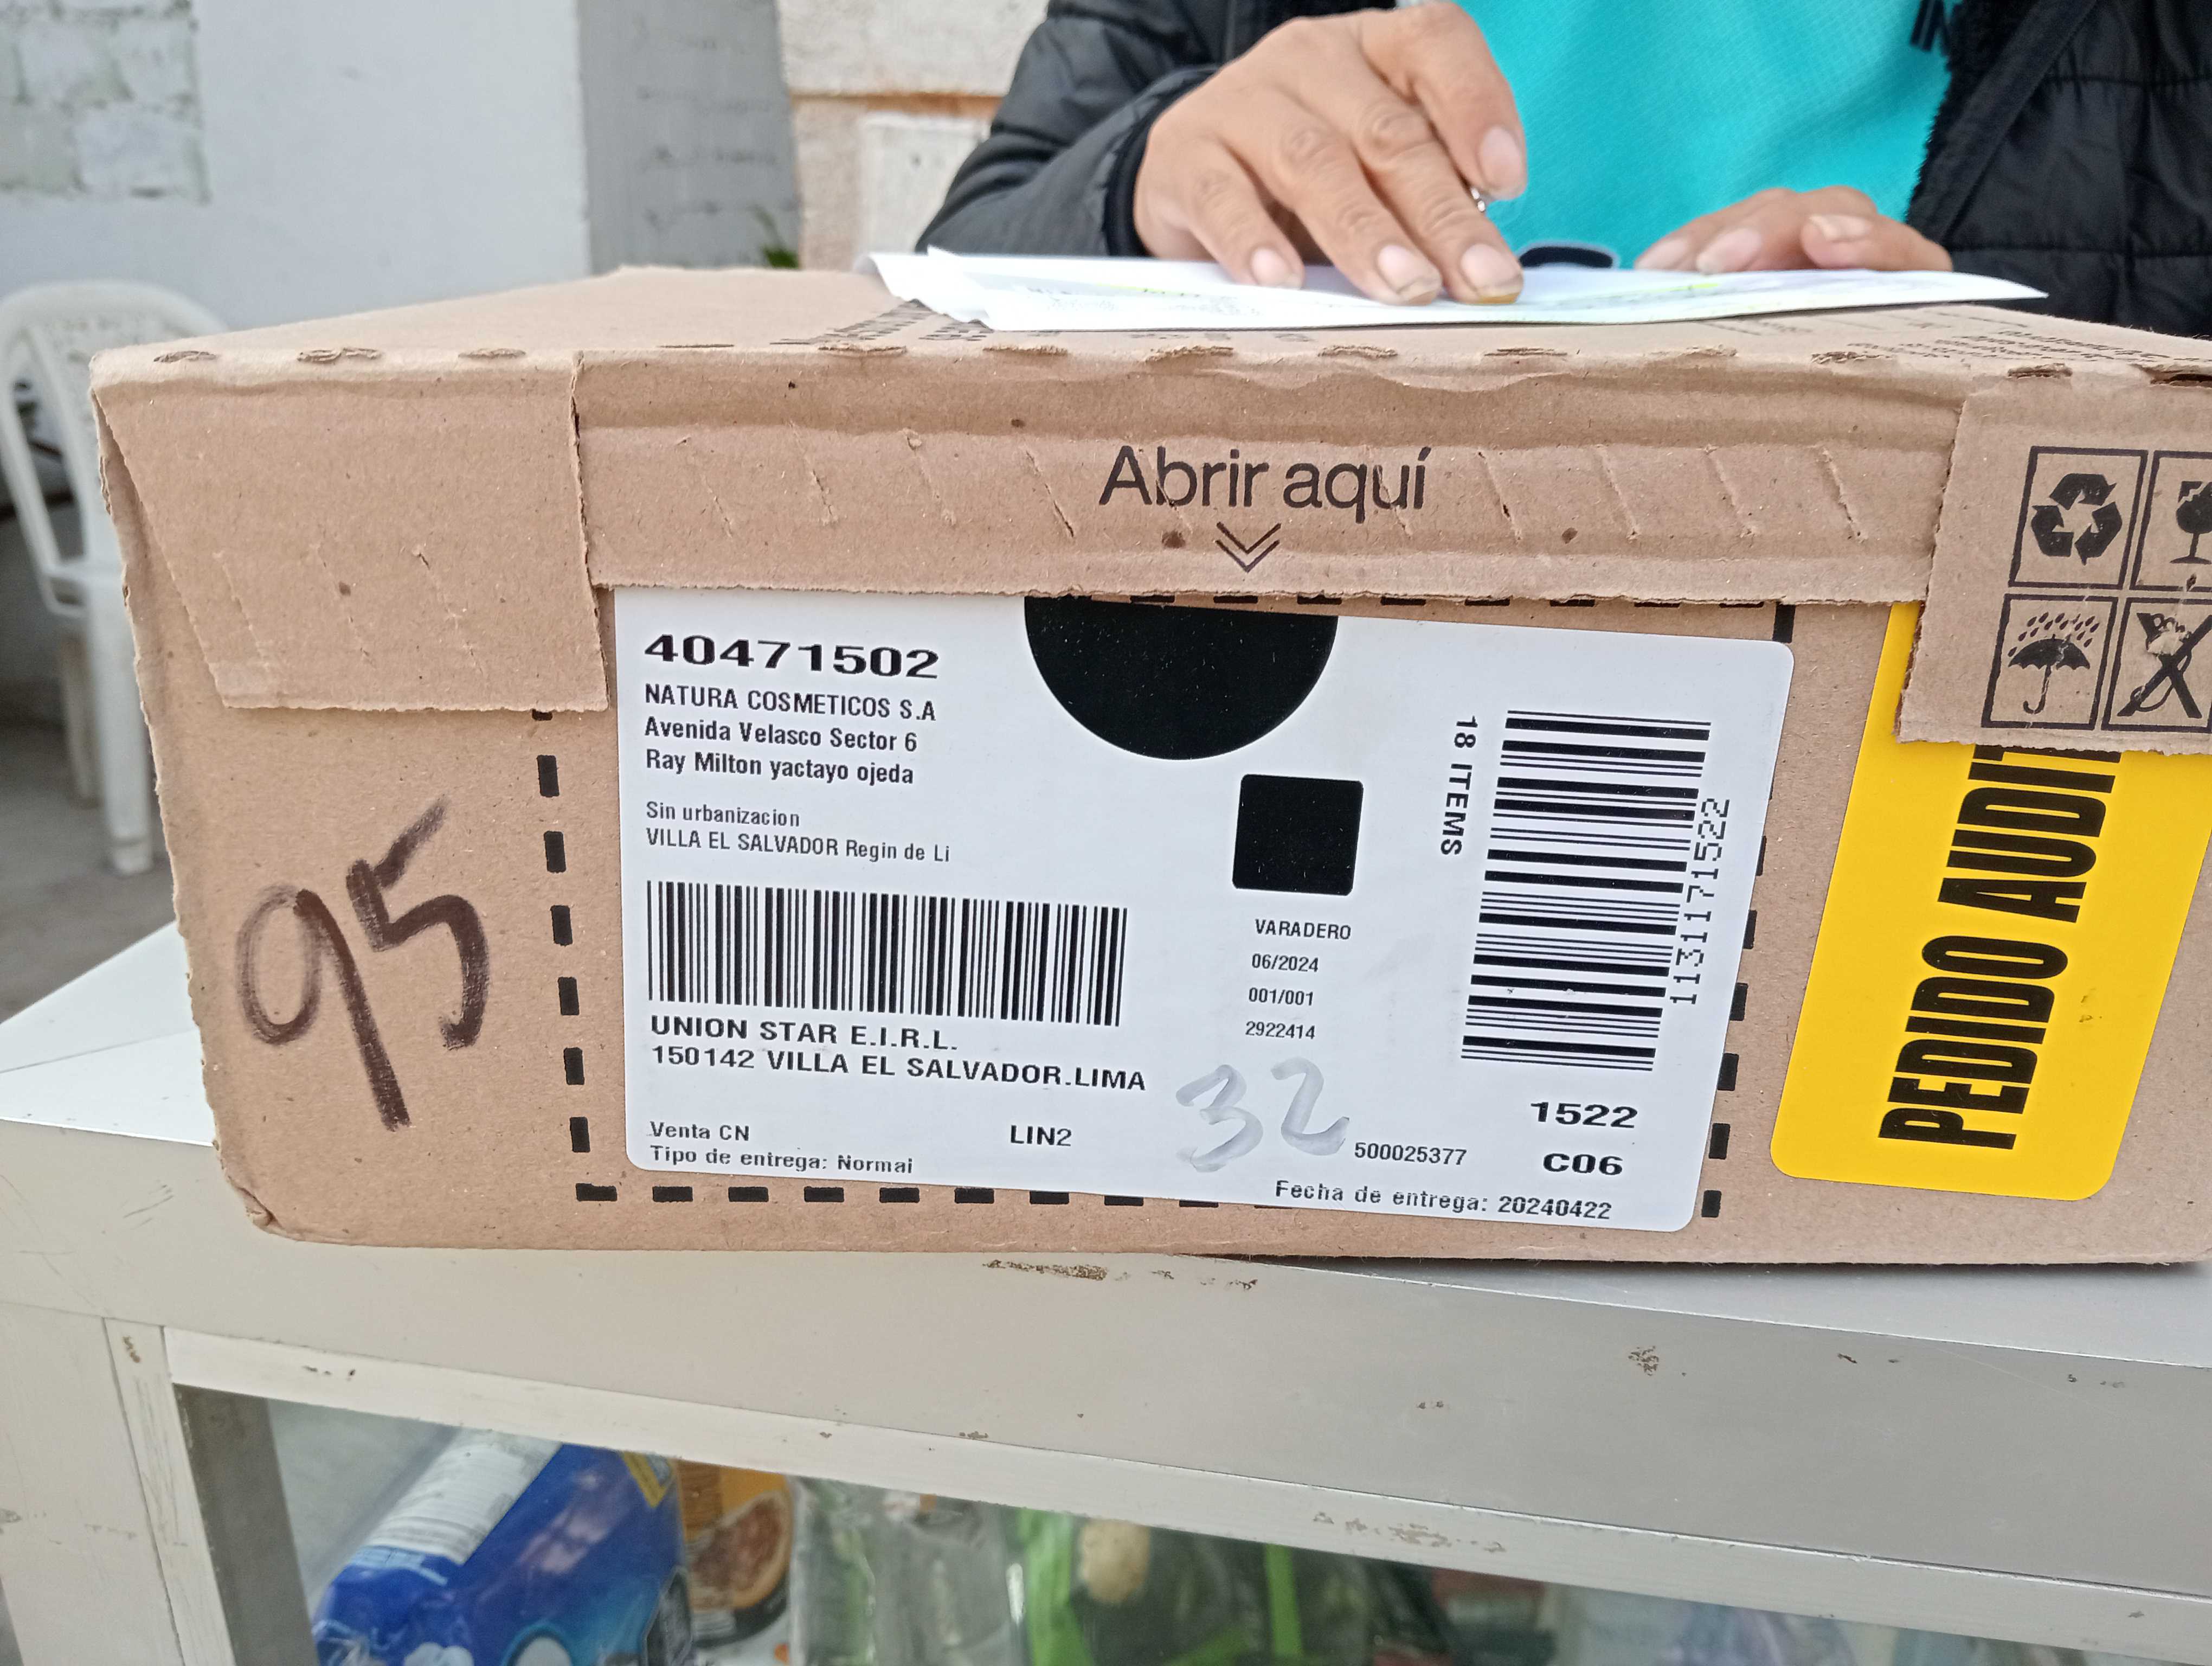 Abrir aquí
40471502
NATURA COSMETICOS S.A
Avenida Velasco Sector 6
Ray Milton yactayo ojeda
Sin urbanizacion
VILLA EL SALVADOR Regin de Li
UNION STAR E.I.R.L.
150142 VILLA EL SALVADOR.LIMA
Venta CN
LIN2
Tipo de entrega: Normal
VARADERO
06/2024
001/001
2922414
32
500025377
18 ITEMS
1131171522
1522
C06
Fecha de entrega: 20240422
95
PEDIDO AUDIT